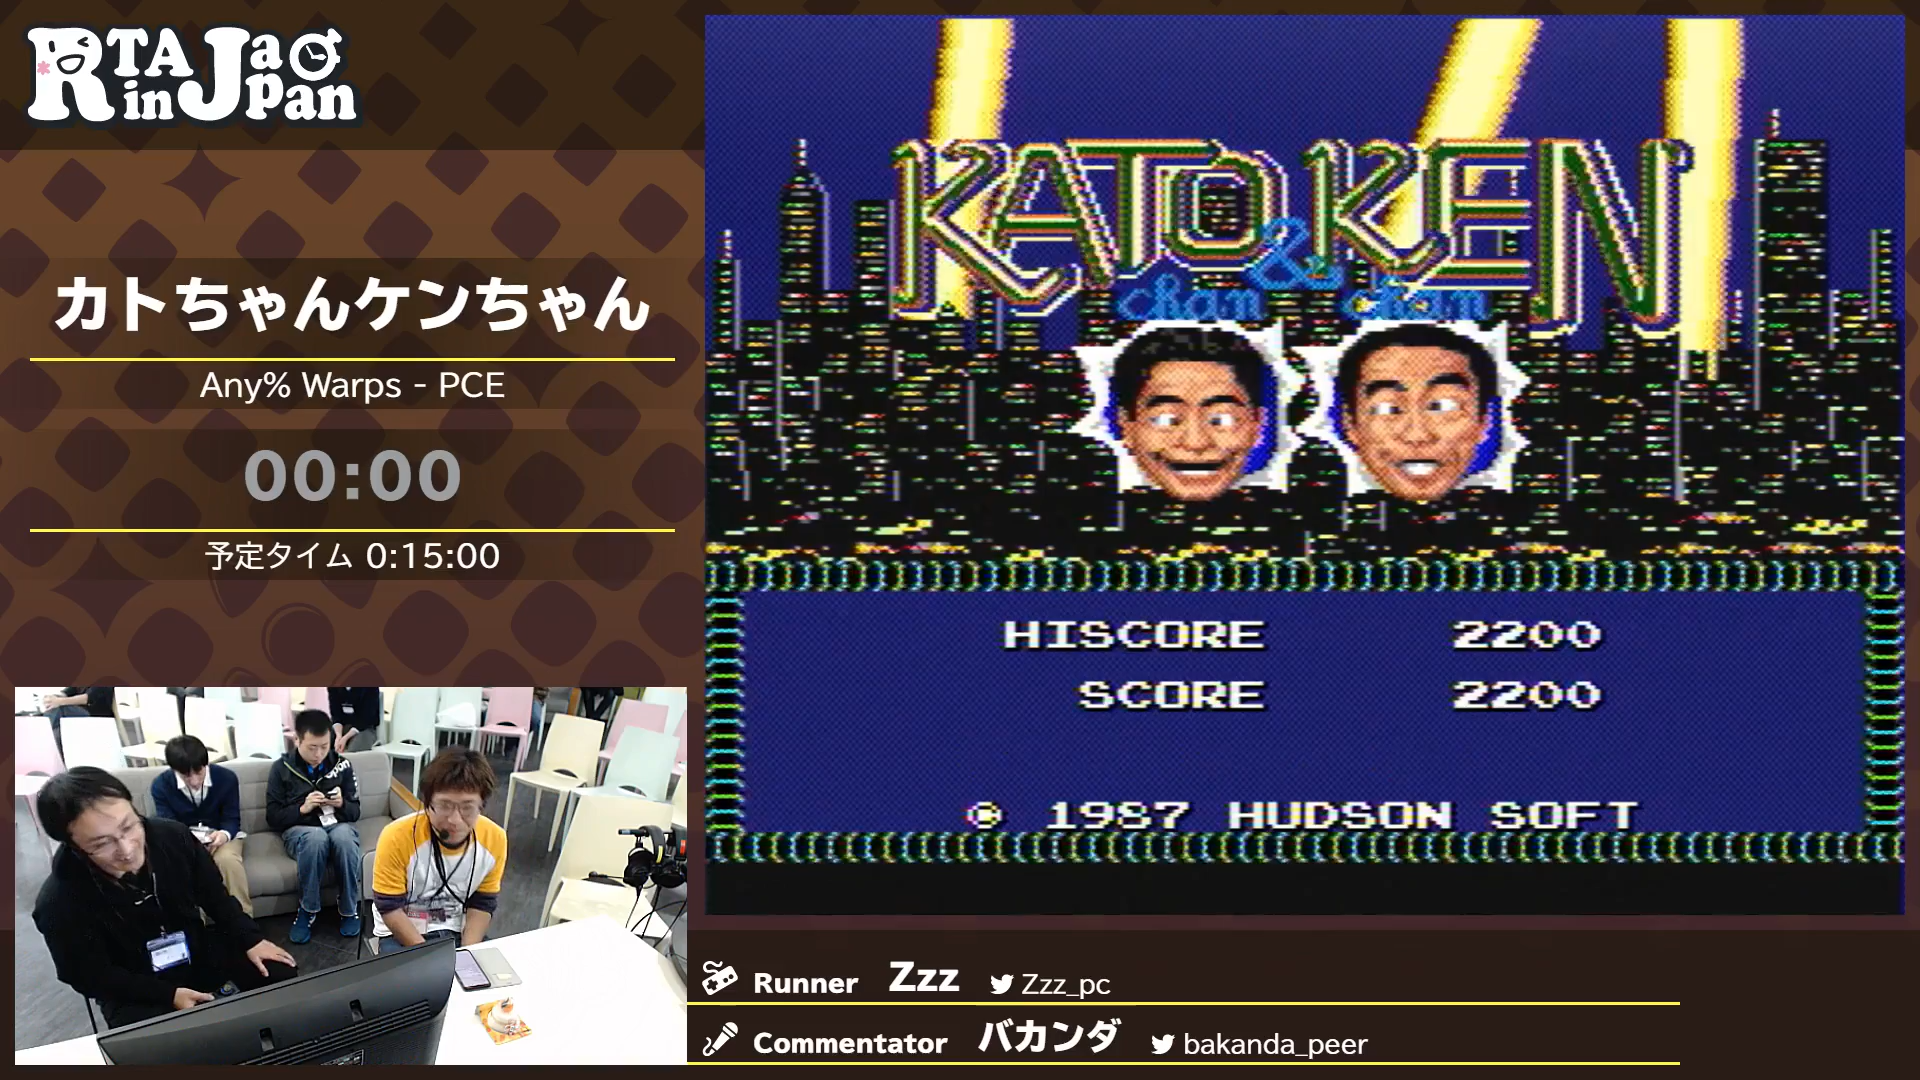 RTA in Japan
カトちゃんケンちゃん
Any% Warps - PCE
00:00
予定タイム 0:15:00
KATO & KEN
chan chan
HISCORE 2200
SCORE 2200
© 1987 HUDSON SOFT
Runner Zzz Zzz_pc
Commentator バカンダ bakanda_peer